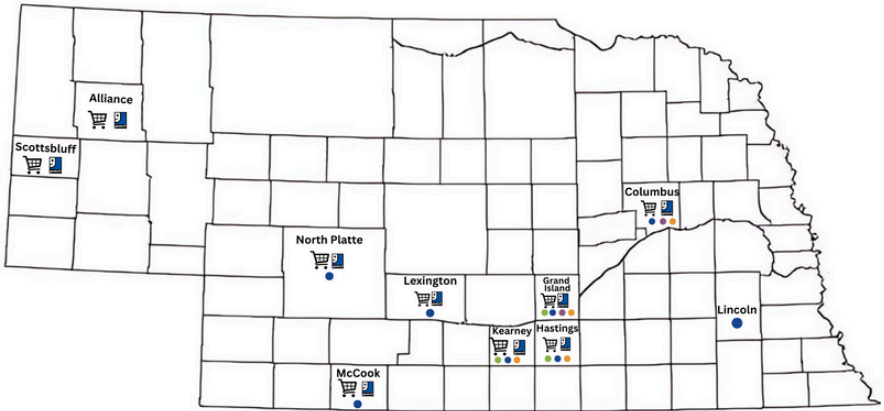 Alliance
Scottsbluff
Columbus
North Platte
Lexington
Grand
Island
Lincoln
Kearney
Hastings
McCook